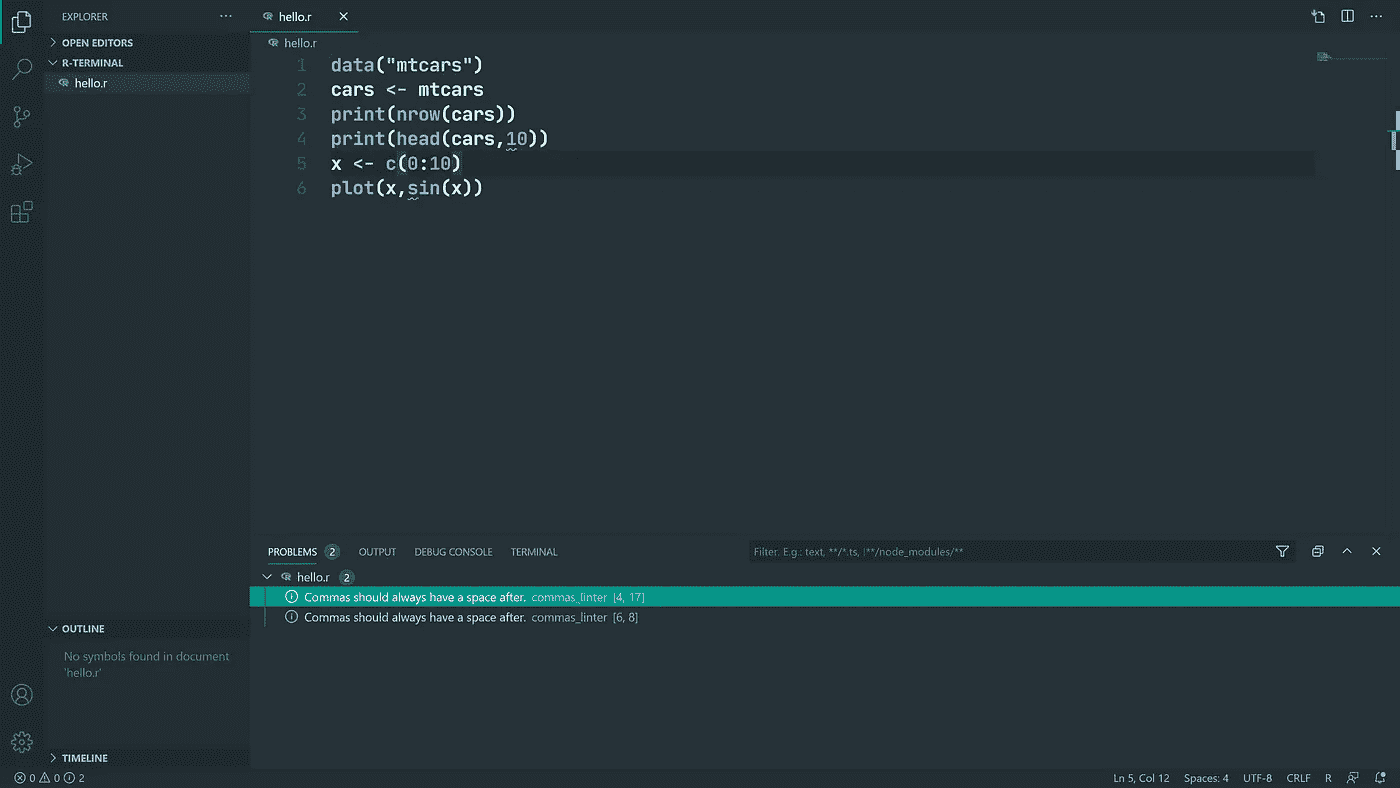 EXPLORER
OPEN EDITORS
R-TERMINAL
hello.r
hello.r
hello.r
1 data("mtcars")
2 cars <- mtcars
3 print(nrow(cars))
4 print(head(cars,10))
5 x <- c(0:10)
6 plot(x,sin(x))
PROBLEMS 2 OUTPUT DEBUG CONSOLE TERMINAL Filter. E.g.: text, **/*.ts, !**/node_modules/**
hello.r 2
Commas should always have a space after. commas_linter [4, 17]
Commas should always have a space after. commas_linter [6, 8]
OUTLINE
No symbols found in document
'hello.r'
TIMELINE
0 0 2 Ln 5, Col 12 Spaces: 4 UTF-8 CRLF R